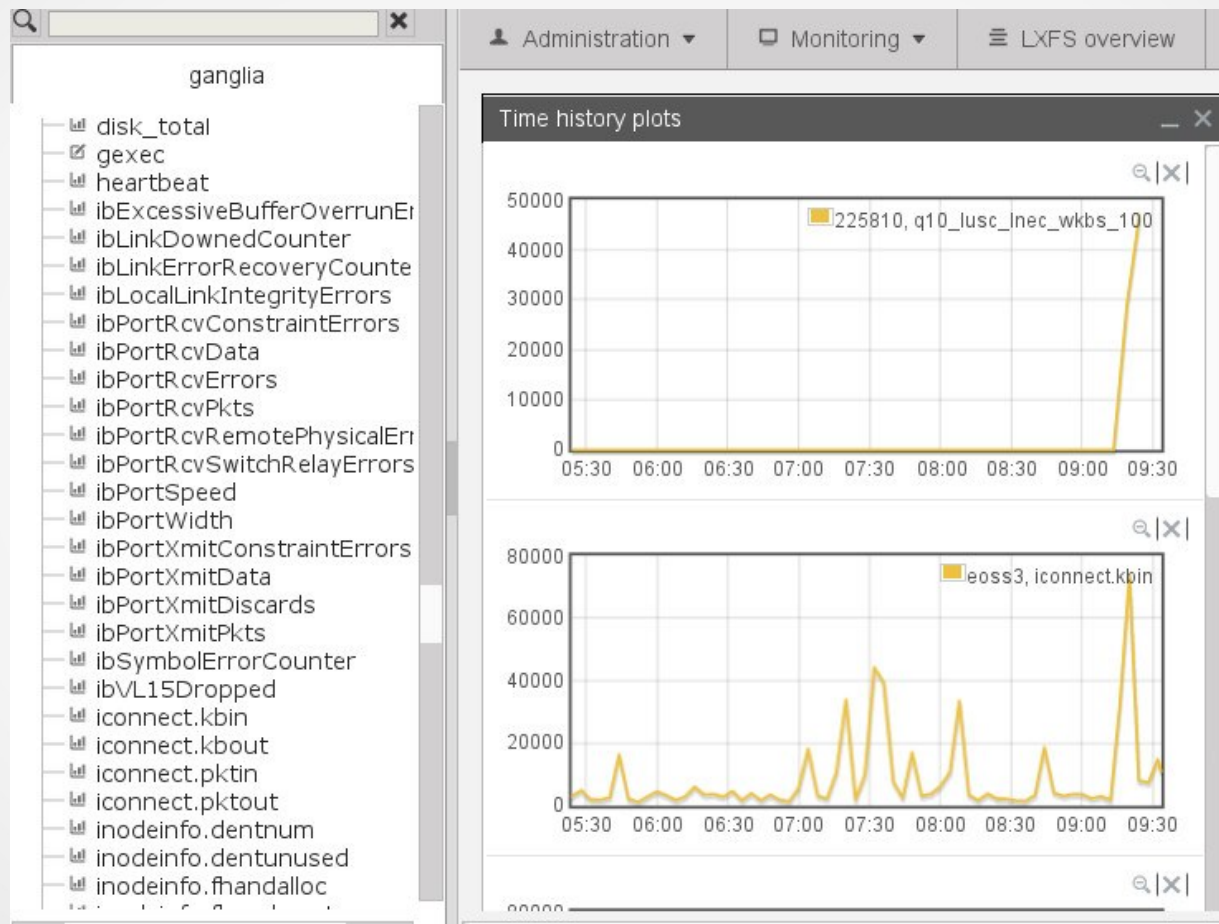 Administration
Monitoring
LXFS overview
ganglia
disk_total
gexec
heartbeat
ibExcessiveBufferOverrunEr
ibLinkDownedCounter
ibLinkErrorRecoveryCounte
ibLocalLinkIntegrityErrors
ibPortRcvConstraintErrors
ibPortRcvData
ibPortRcvErrors
ibPortRcvPkts
ibPortRcvRemotePhysicalErr
ibPortRcvSwitchRelayErrors
ibPortSpeed
ibPortWidth
ibPortXmitConstraintErrors
ibPortXmitData
ibPortXmitDiscards
ibPortXmitPkts
ibSymbolErrorCounter
ibVL15Dropped
iconnect.kbin
iconnect.kbout
iconnect.pktin
iconnect.pktout
inodeinfo.dentnum
inodeinfo.dentunused
inodeinfo.fhandalloc
Time history plots
225810, q10_lusc_lnec_wkbs_100
50000
40000
30000
20000
10000
0
05:30 06:00 06:30 07:00 07:30 08:00 08:30 09:00 09:30
eoss3, iconnect.kbin
80000
60000
40000
20000
0
05:30 06:00 06:30 07:00 07:30 08:00 08:30 09:00 09:30